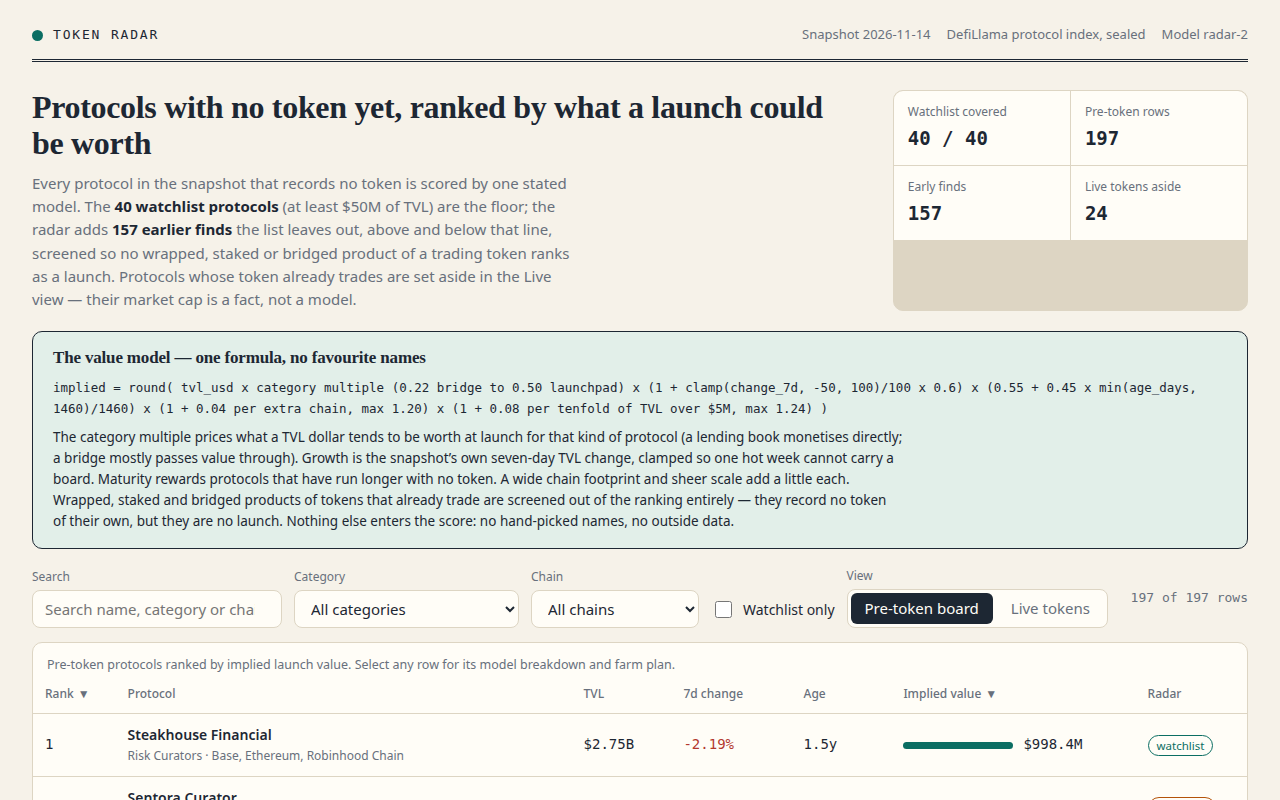 TOKEN RADAR
Snapshot 2026-11-14 DefiLlama protocol index, sealed Model radar-2
Protocols with no token yet, ranked by what a launch could
be worth
Every protocol in the snapshot that records no token is scored by one stated
model. The 40 watchlist protocols (at least $50M of TVL) are the floor; the
radar adds 157 earlier finds the list leaves out, above and below that line,
screened so no wrapped, staked or bridged product of a trading token ranks
as a launch. Protocols whose token already trades are set aside in the Live
view — their market cap is a fact, not a model.
Watchlist covered
40 / 40
Pre-token rows
197
Early finds
157
Live tokens aside
24
The value model — one formula, no favourite names
implied = round( tvl_usd x category multiple (0.22 bridge to 0.50 launchpad) x (1 + clamp(change_7d, -50, 100)/100 x 0.6) x (0.55 + 0.45 x min(age_days,
1460)/1460) x (1 + 0.04 per extra chain, max 1.20) x (1 + 0.08 per tenfold of TVL over $5M, max 1.24) )
The category multiple prices what a TVL dollar tends to be worth at launch for that kind of protocol (a lending book monetises directly;
a bridge mostly passes value through). Growth is the snapshot's own seven-day TVL change, clamped so one hot week cannot carry a
board. Maturity rewards protocols that have run longer with no token. A wide chain footprint and sheer scale add a little each.
Wrapped, staked and bridged products of tokens that already trade are screened out of the ranking entirely — they record no token
of their own, but they are no launch. Nothing else enters the score: no hand-picked names, no outside data.
Search
Search name, category or cha
Category
All categories
Chain
All chains
Watchlist only
View
Pre-token board
Live tokens
197 of 197 rows
Pre-token protocols ranked by implied launch value. Select any row for its model breakdown and farm plan.
Rank ▼ Protocol TVL 7d change Age Implied value ▼ Radar
1 Steakhouse Financial $2.75B -2.19% 1.5y $998.4M watchlist
Risk Curators · Base, Ethereum, Robinhood Chain
Sentora Curator